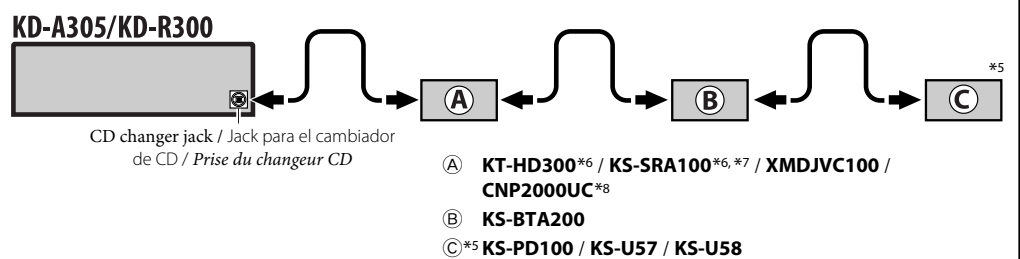 KD-A305/KD-R300
*5
A
B
C
CD changer jack / Jack para el cambiador
de CD / Prise du changeur CD
Ⓐ KT-HD300*6 / KS-SRA100*6, *7 / XMDJVC100 /
CNP2000UC*8
Ⓑ KS-BTA200
Ⓒ*5 KS-PD100 / KS-U57 / KS-U58